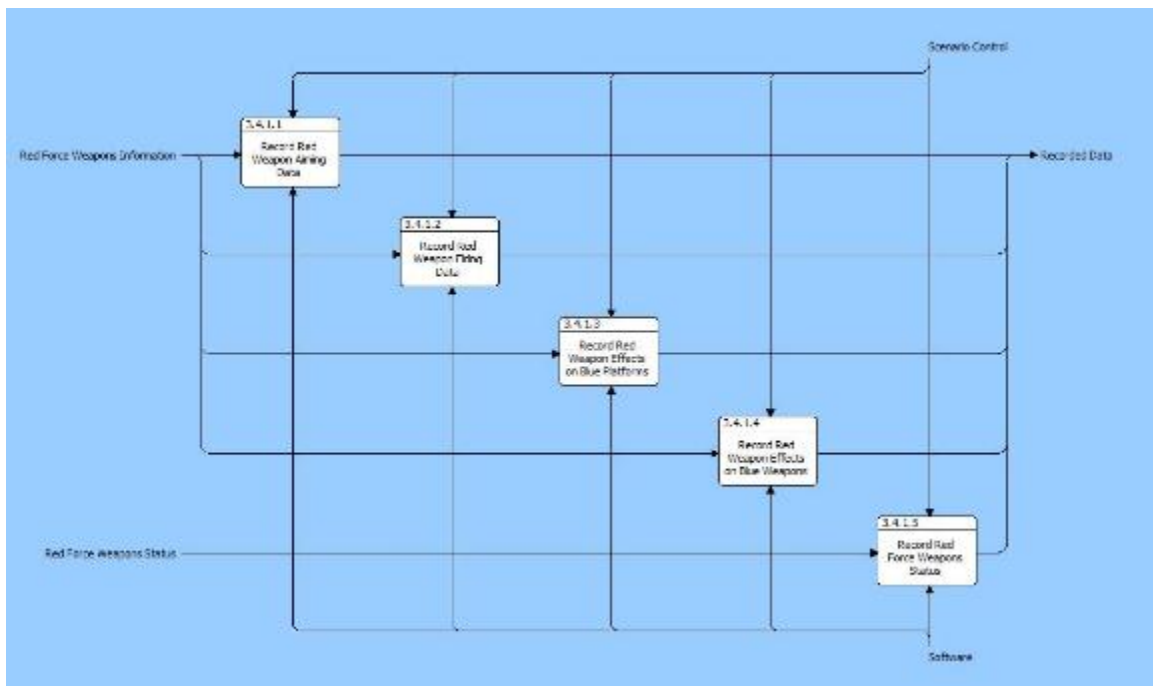 Scenario Control
3.4.1.1
Record Red
Weapon Aiming
Data
Red Force Weapons Information
Recorded Data
3.4.1.2
Record Red
Weapon Firing
Data
3.4.1.3
Record Red
Weapon Effects
on Blue Platforms
3.4.1.4
Record Red
Weapon Effects
on Blue Weapons
3.4.1.5
Record Red
Force Weapons
Status
Red Force Weapons Status
Software